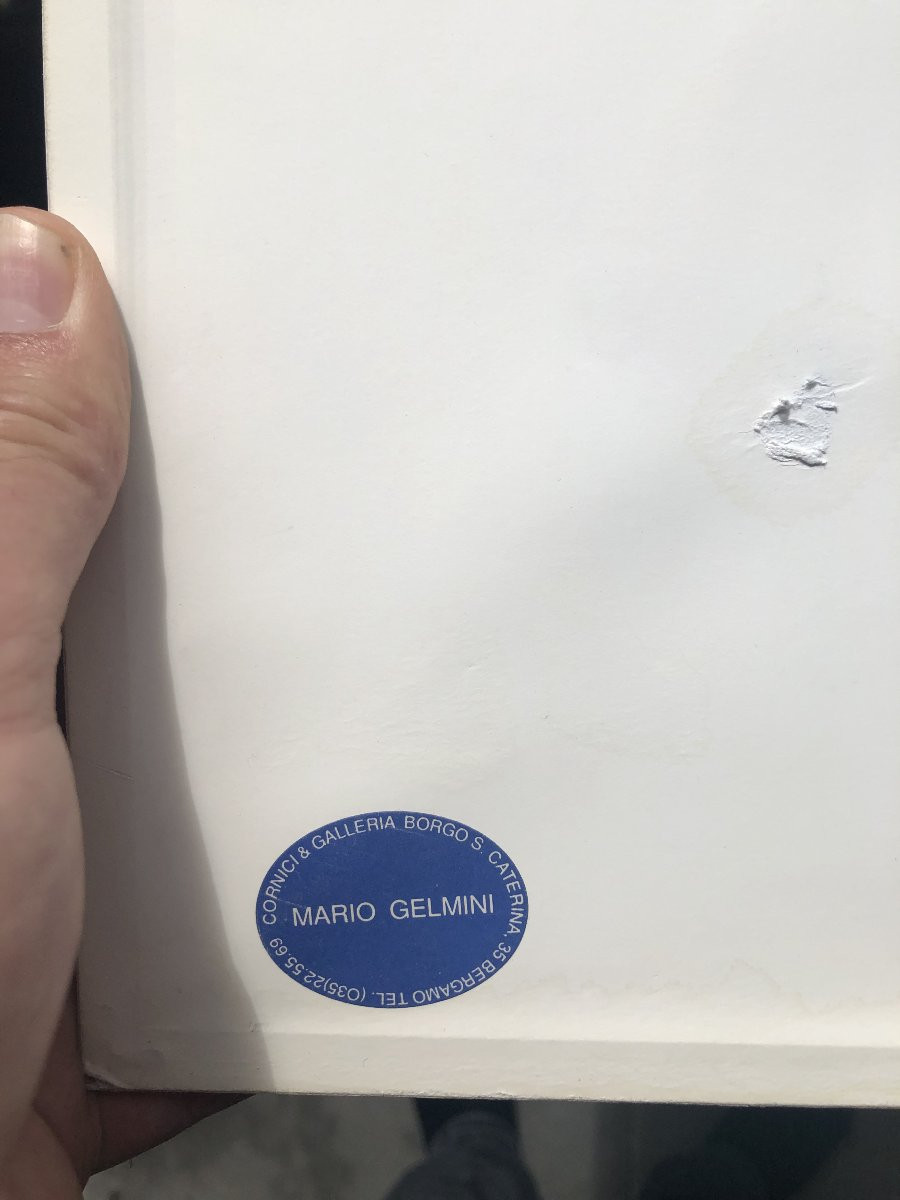 CORNICI & GALLERIA BORGO S. CATERINA, 35 BERGAMO TEL. (035)22.55.69
MARIO GELMINI